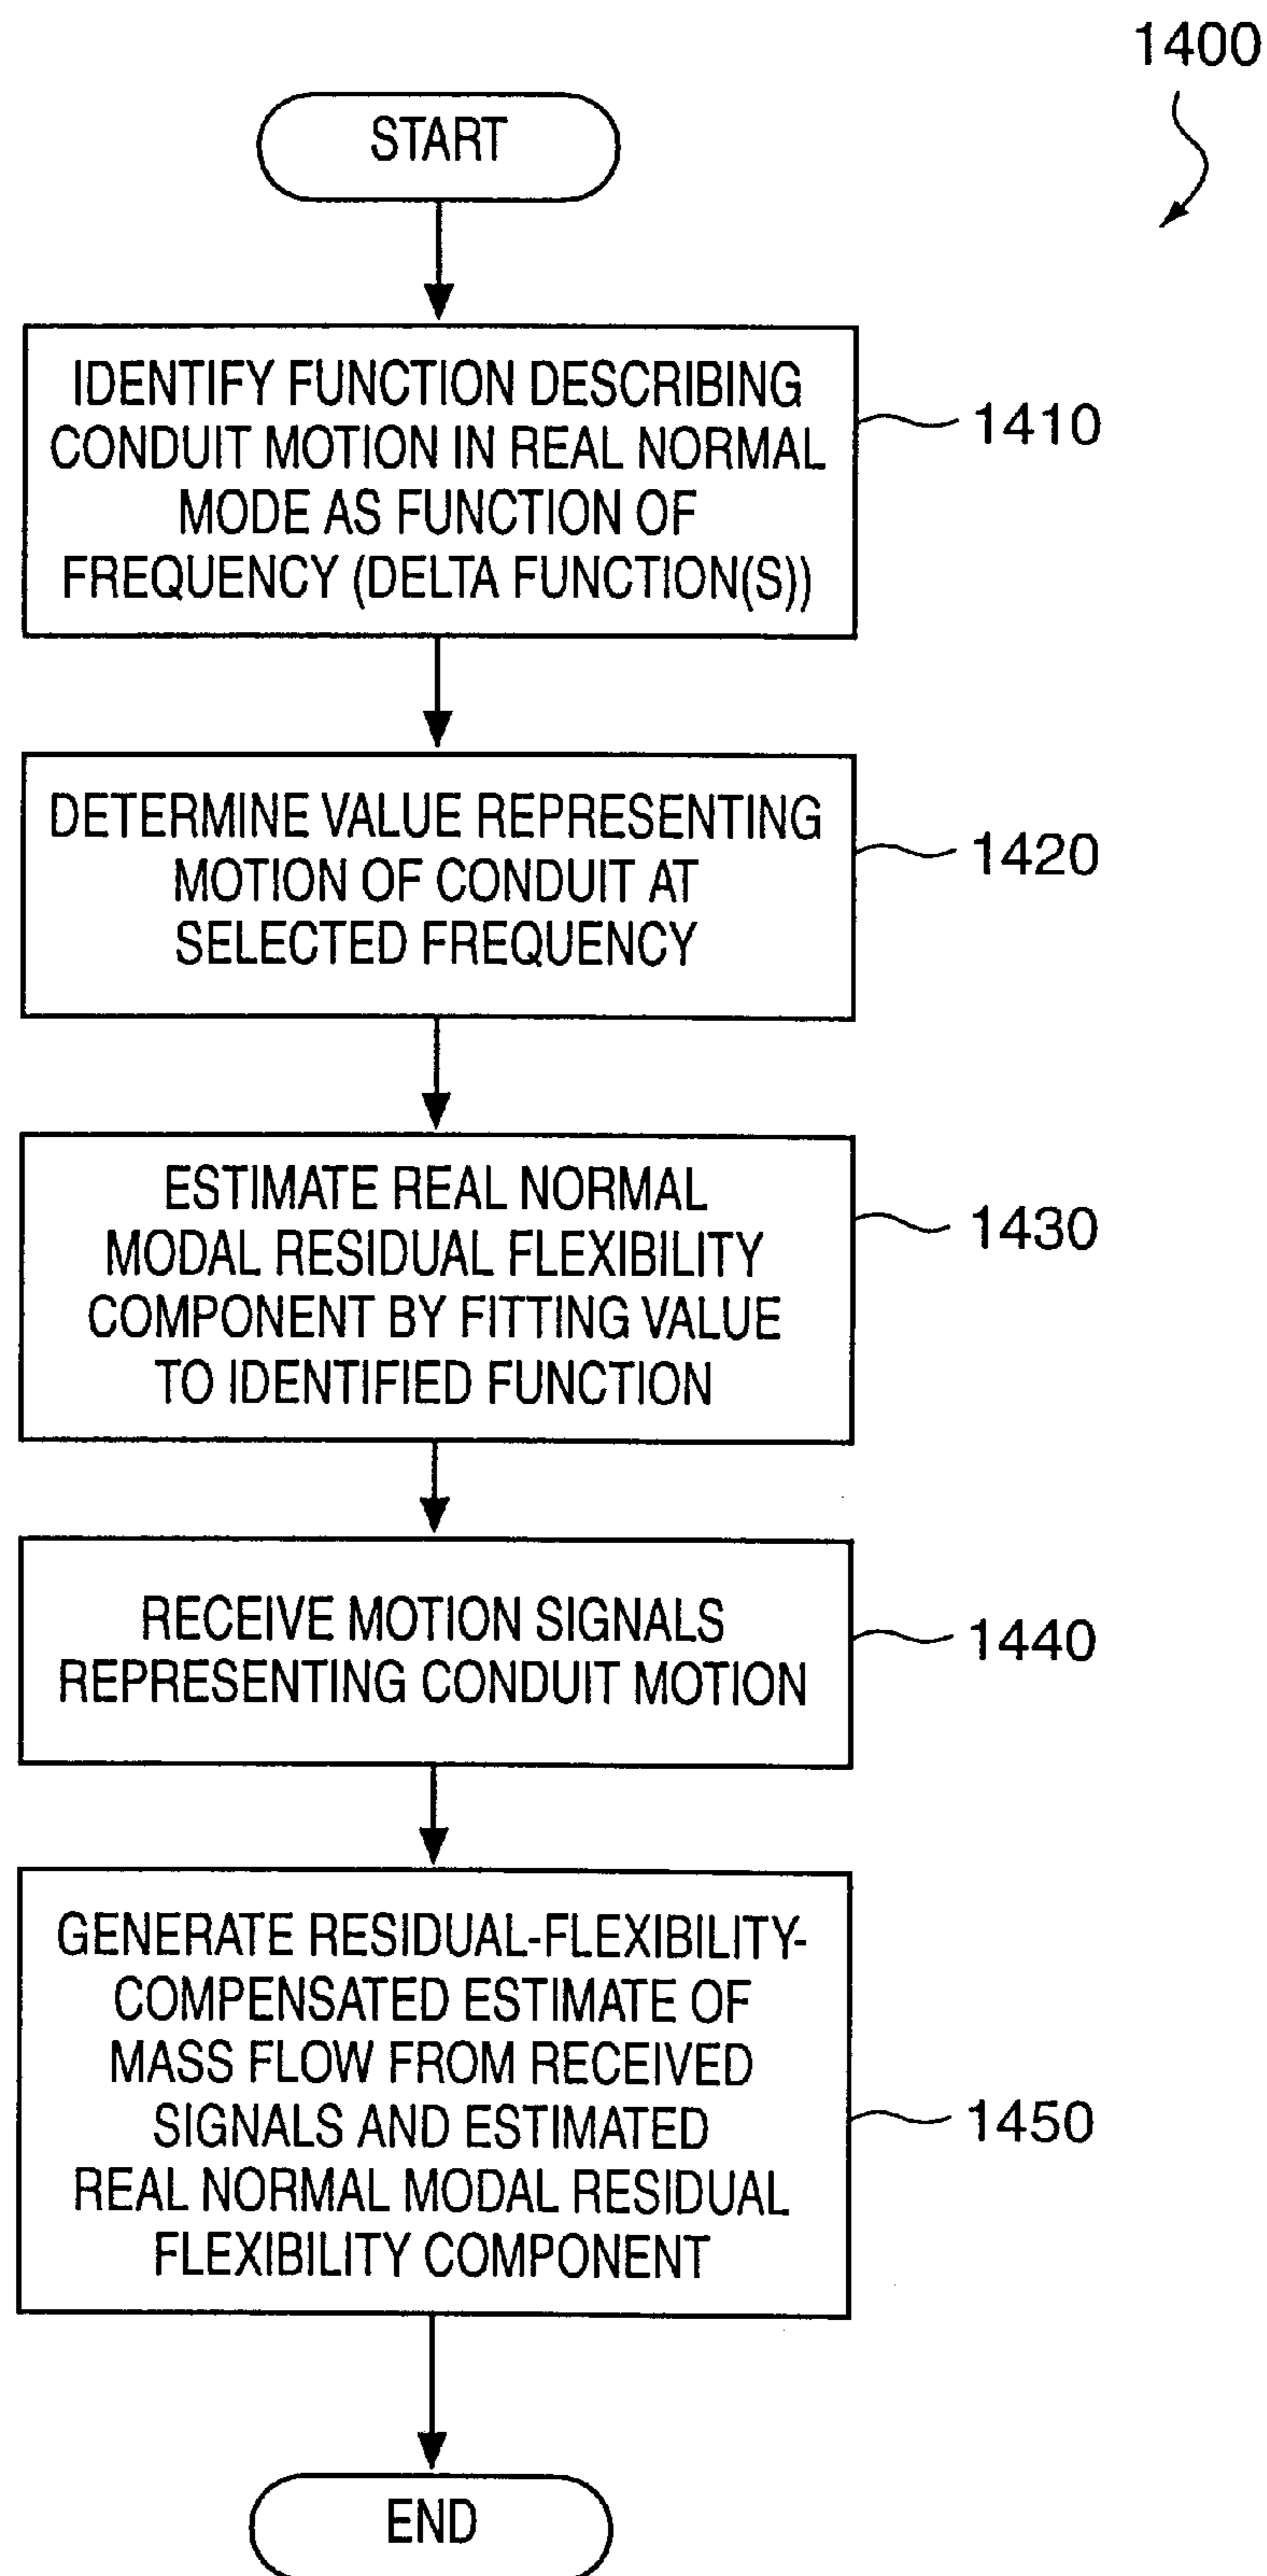 1400
START
IDENTIFY FUNCTION DESCRIBING
CONDUIT MOTION IN REAL NORMAL
MODE AS FUNCTION OF
FREQUENCY (DELTA FUNCTION(S))
1410
DETERMINE VALUE REPRESENTING
MOTION OF CONDUIT AT
SELECTED FREQUENCY
1420
ESTIMATE REAL NORMAL
MODAL RESIDUAL FLEXIBILITY
COMPONENT BY FITTING VALUE
TO IDENTIFIED FUNCTION
1430
RECEIVE MOTION SIGNALS
REPRESENTING CONDUIT MOTION
1440
GENERATE RESIDUAL-FLEXIBILITY-
COMPENSATED ESTIMATE OF
MASS FLOW FROM RECEIVED
SIGNALS AND ESTIMATED
REAL NORMAL MODAL RESIDUAL
FLEXIBILITY COMPONENT
1450
END